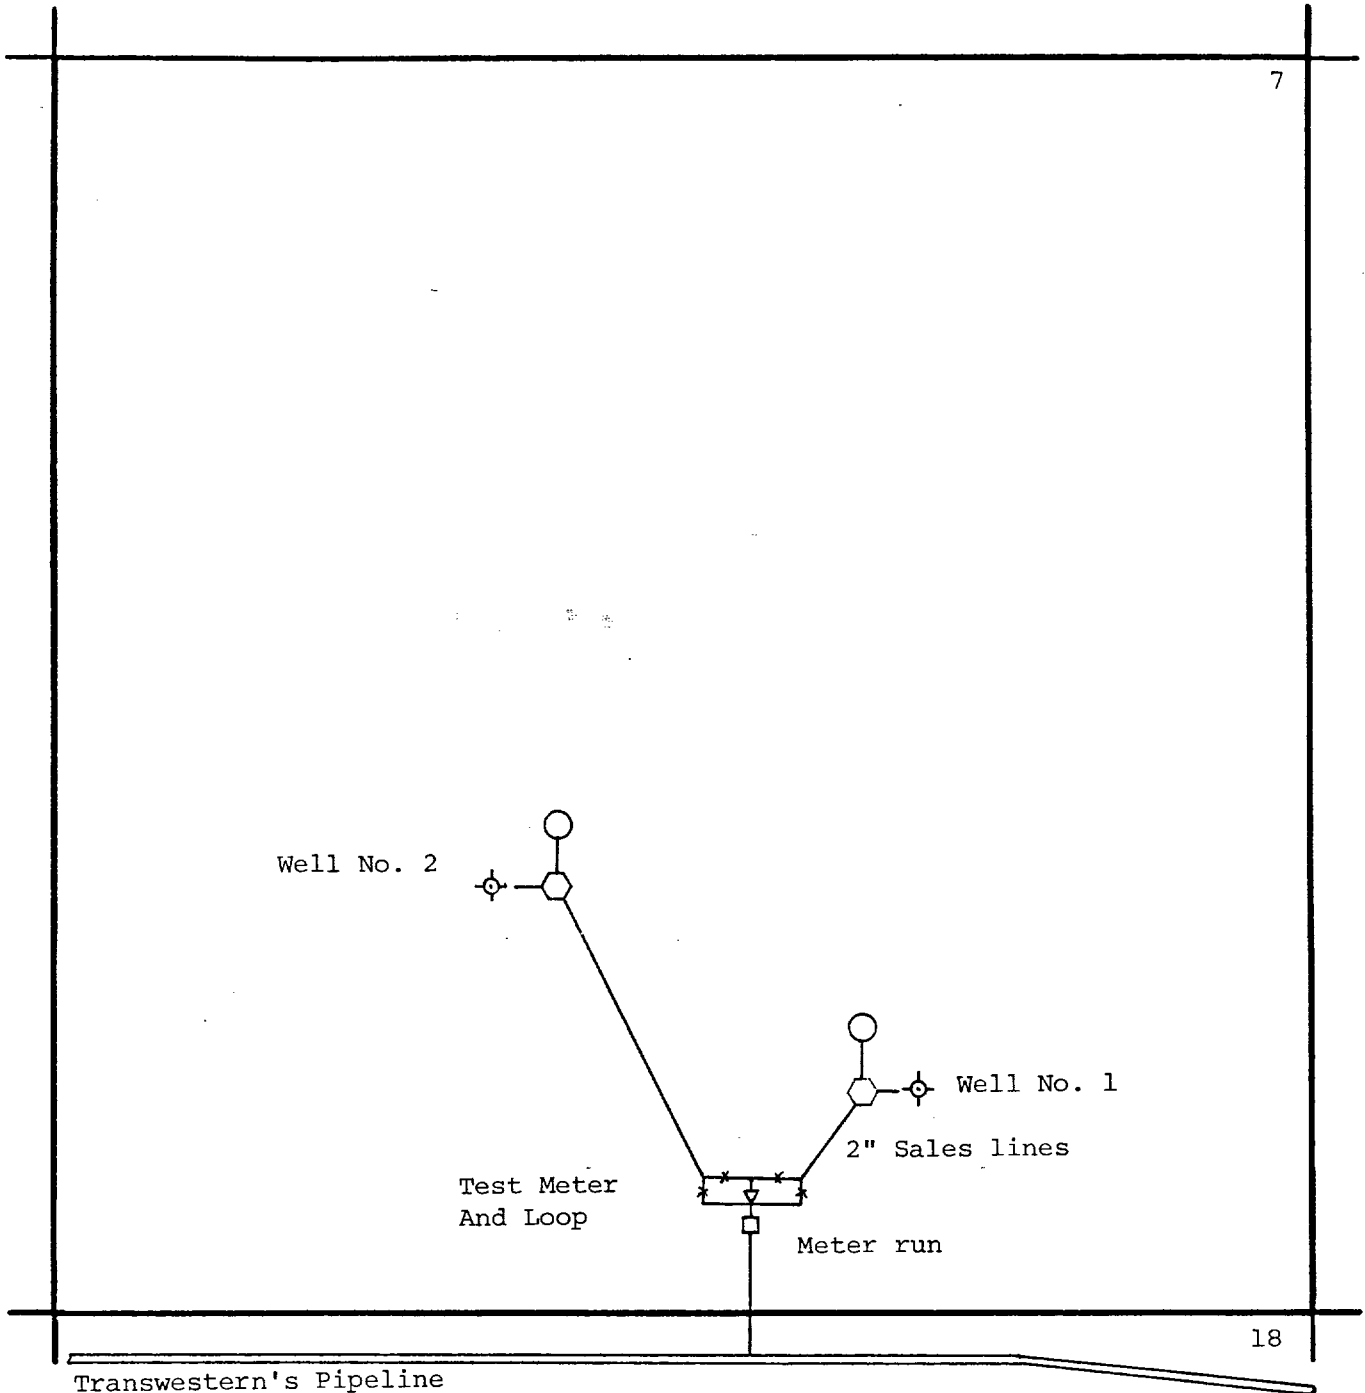 7
Well No. 2
Well No. 1
2" Sales lines
Test Meter
And Loop
Meter run
18
Transwestern's Pipeline